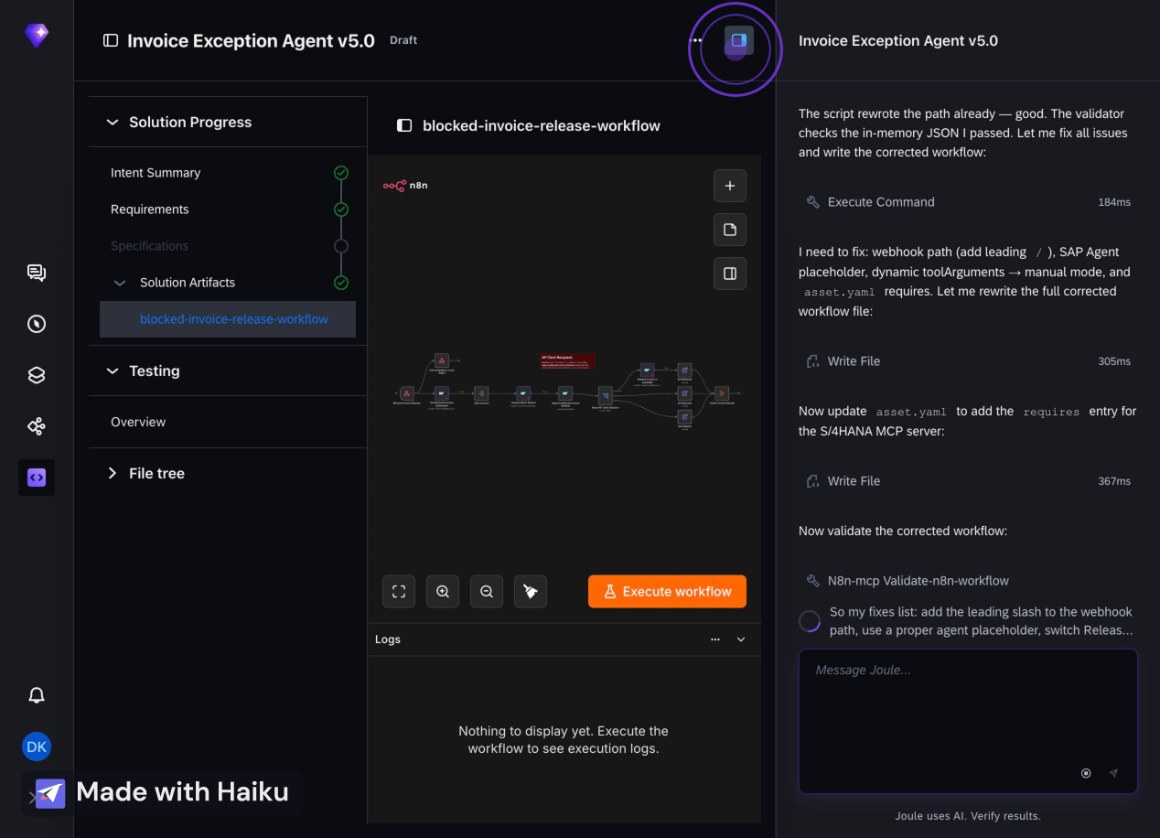 Invoice Exception Agent v5.0
Draft
Solution Progress
Intent Summary
Requirements
Specifications
Solution Artifacts
blocked-invoice-release-workflow
Testing
Overview
File tree
DK
Made with Haiku
blocked-invoice-release-workflow
n8n
Execute workflow
Logs
Nothing to display yet. Execute the
workflow to see execution logs.
Invoice Exception Agent v5.0
The script rewrote the path already — good. The validator
checks the in-memory JSON I passed. Let me fix all issues
and write the corrected workflow:
Execute Command 184ms
I need to fix: webhook path (add leading / ), SAP Agent
placeholder, dynamic toolArguments → manual mode, and
asset.yaml requires. Let me rewrite the full corrected
workflow file:
Write File 305ms
Now update asset.yaml to add the requires entry for
the S/4HANA MCP server:
Write File 367ms
Now validate the corrected workflow:
N8n-mcp Validate-n8n-workflow
So my fixes list: add the leading slash to the webhook
path, use a proper agent placeholder, switch Releas...
Message Joule...
Joule uses AI. Verify results.